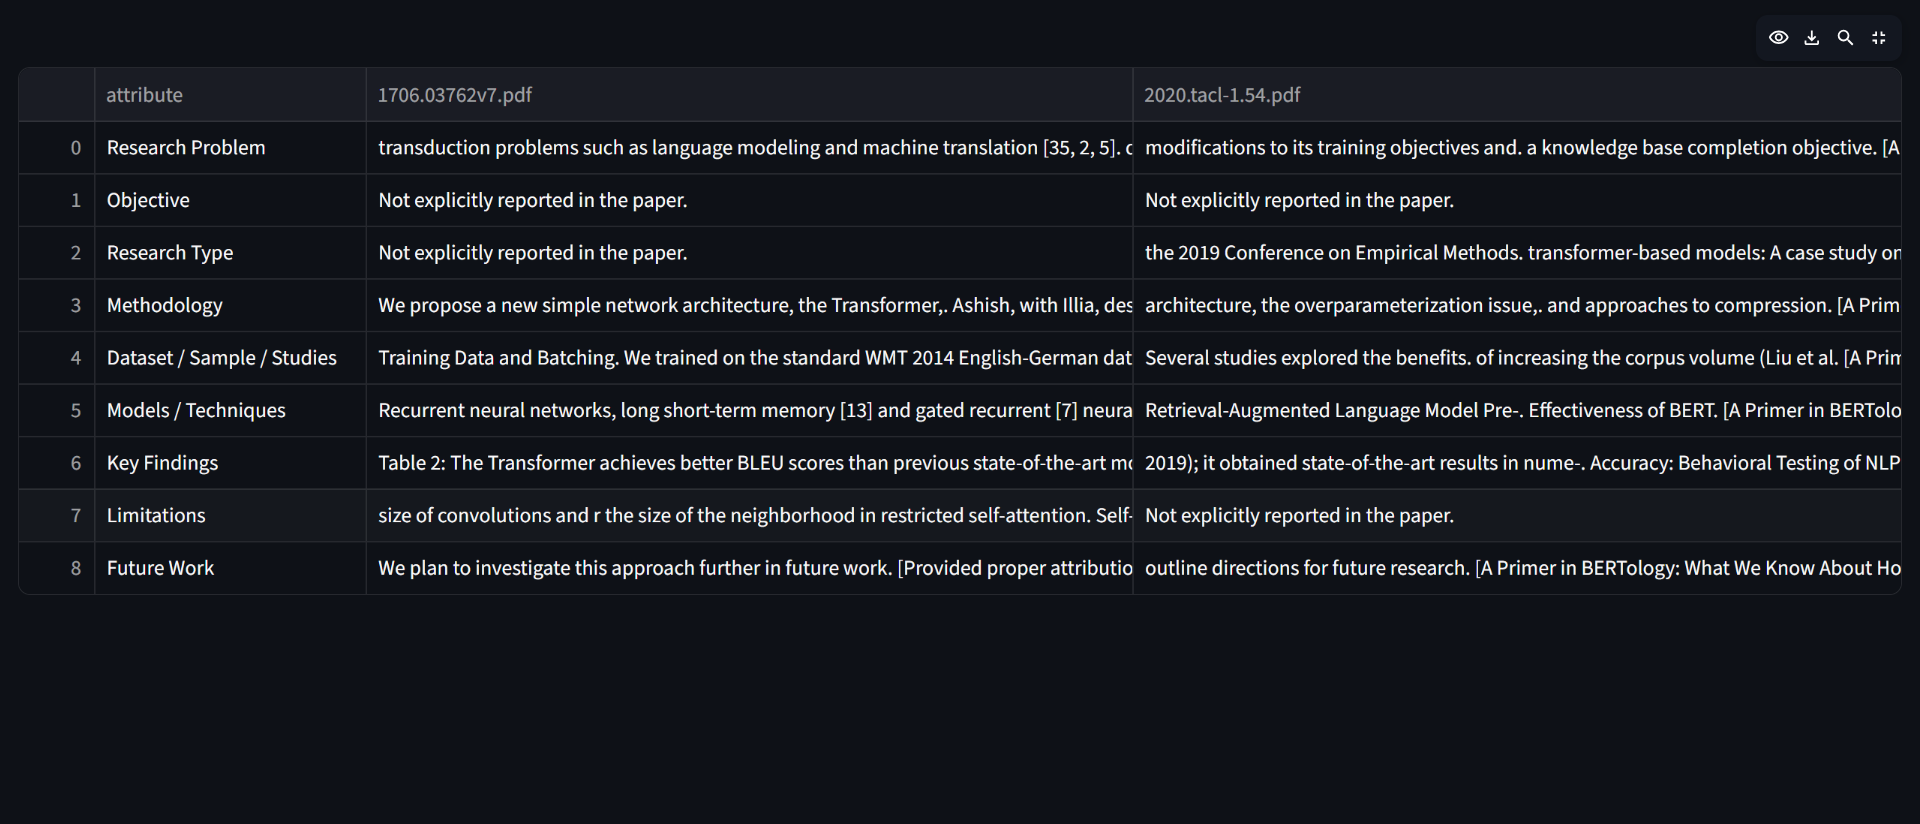 attribute 1706.03762v7.pdf 2020.tacl-1.54.pdf
0 Research Problem transduction problems such as language modeling and machine translation [35, 2, 5]. modifications to its training objectives and. a knowledge base completion objective. [A
1 Objective Not explicitly reported in the paper. Not explicitly reported in the paper.
2 Research Type Not explicitly reported in the paper. the 2019 Conference on Empirical Methods. transformer-based models: A case study on
3 Methodology We propose a new simple network architecture, the Transformer,. Ashish, with Illia, des architecture, the overparameterization issue,. and approaches to compression. [A Prim
4 Dataset / Sample / Studies Training Data and Batching. We trained on the standard WMT 2014 English-German dat Several studies explored the benefits. of increasing the corpus volume (Liu et al. [A Prim
5 Models / Techniques Recurrent neural networks, long short-term memory [13] and gated recurrent [7] neura Retrieval-Augmented Language Model Pre-. Effectiveness of BERT. [A Primer in BERTolo
6 Key Findings Table 2: The Transformer achieves better BLEU scores than previous state-of-the-art mo 2019); it obtained state-of-the-art results in nume-. Accuracy: Behavioral Testing of NLP
7 Limitations size of convolutions and r the size of the neighborhood in restricted self-attention. Self- Not explicitly reported in the paper.
8 Future Work We plan to investigate this approach further in future work. [Provided proper attributio outline directions for future research. [A Primer in BERTology: What We Know About Ho